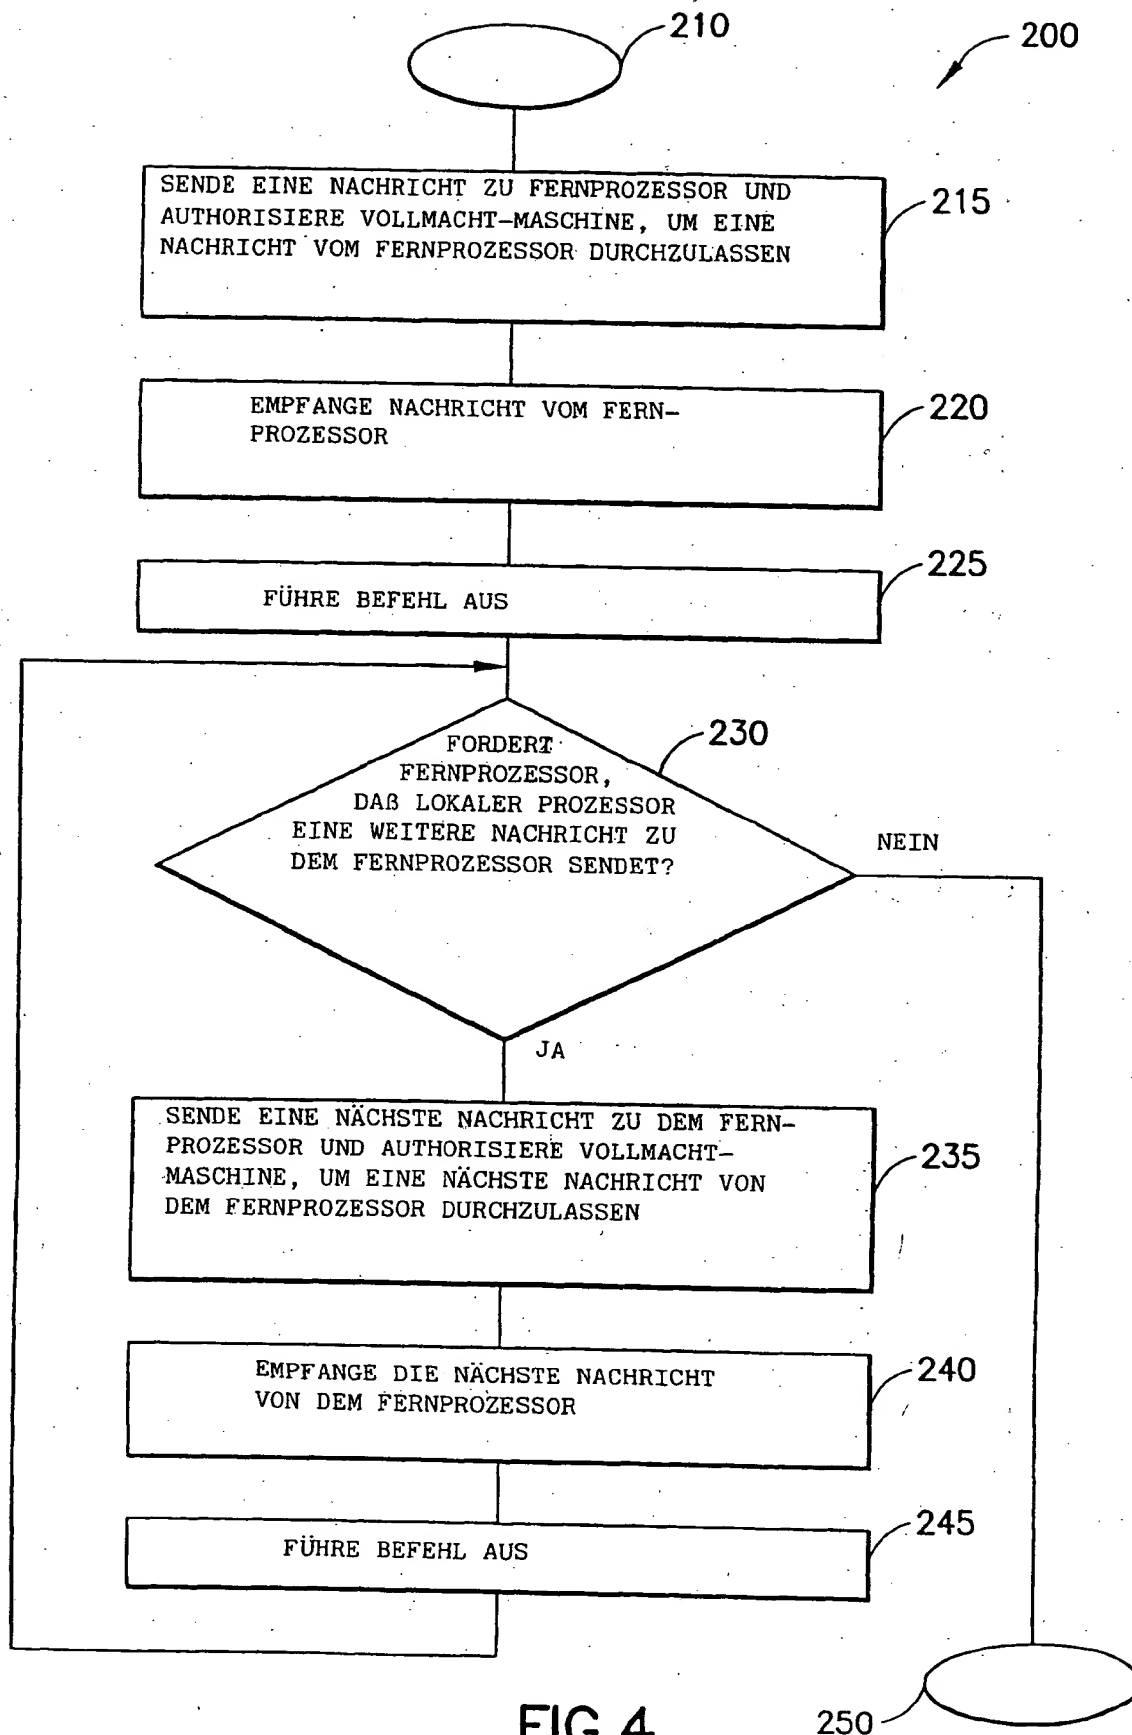 210
200
SENDE EINE NACHRICHT ZU FERNPROZESSOR UND
AUTHORISIERE VOLLMACHT-MASCHINE, UM EINE
NACHRICHT VOM FERNPROZESSOR DURCHZULASSEN
215
EMPFANGE NACHRICHT VOM FERN-
PROZESSOR
220
225
FÜHRE BEFEHL AUS
230
FORDERT
FERNPROZESSOR,
DAß LOKALER PROZESSOR
EINE WEITERE NACHRICHT ZU
DEM FERNPROZESSOR SENDET?
NEIN
JA
SENDE EINE NÄCHSTE NACHRICHT ZU DEM FERN-
PROZESSOR UND AUTHORISIERE VOLLMACHT-
MASCHINE, UM EINE NÄCHSTE NACHRICHT VON
DEM FERNPROZESSOR DURCHZULASSEN
235
EMPFANGE DIE NÄCHSTE NACHRICHT
VON DEM FERNPROZESSOR
240
245
FÜHRE BEFEHL AUS
FIG. 4
250